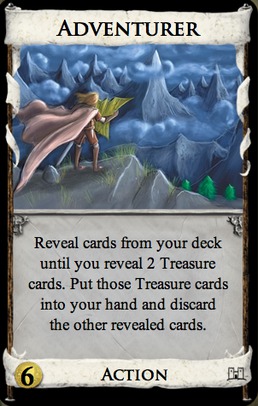 ADVENTURER
Reveal cards from your deck
until you reveal 2 Treasure
cards. Put those Treasure cards
into your hand and discard
the other revealed cards.
6
ACTION